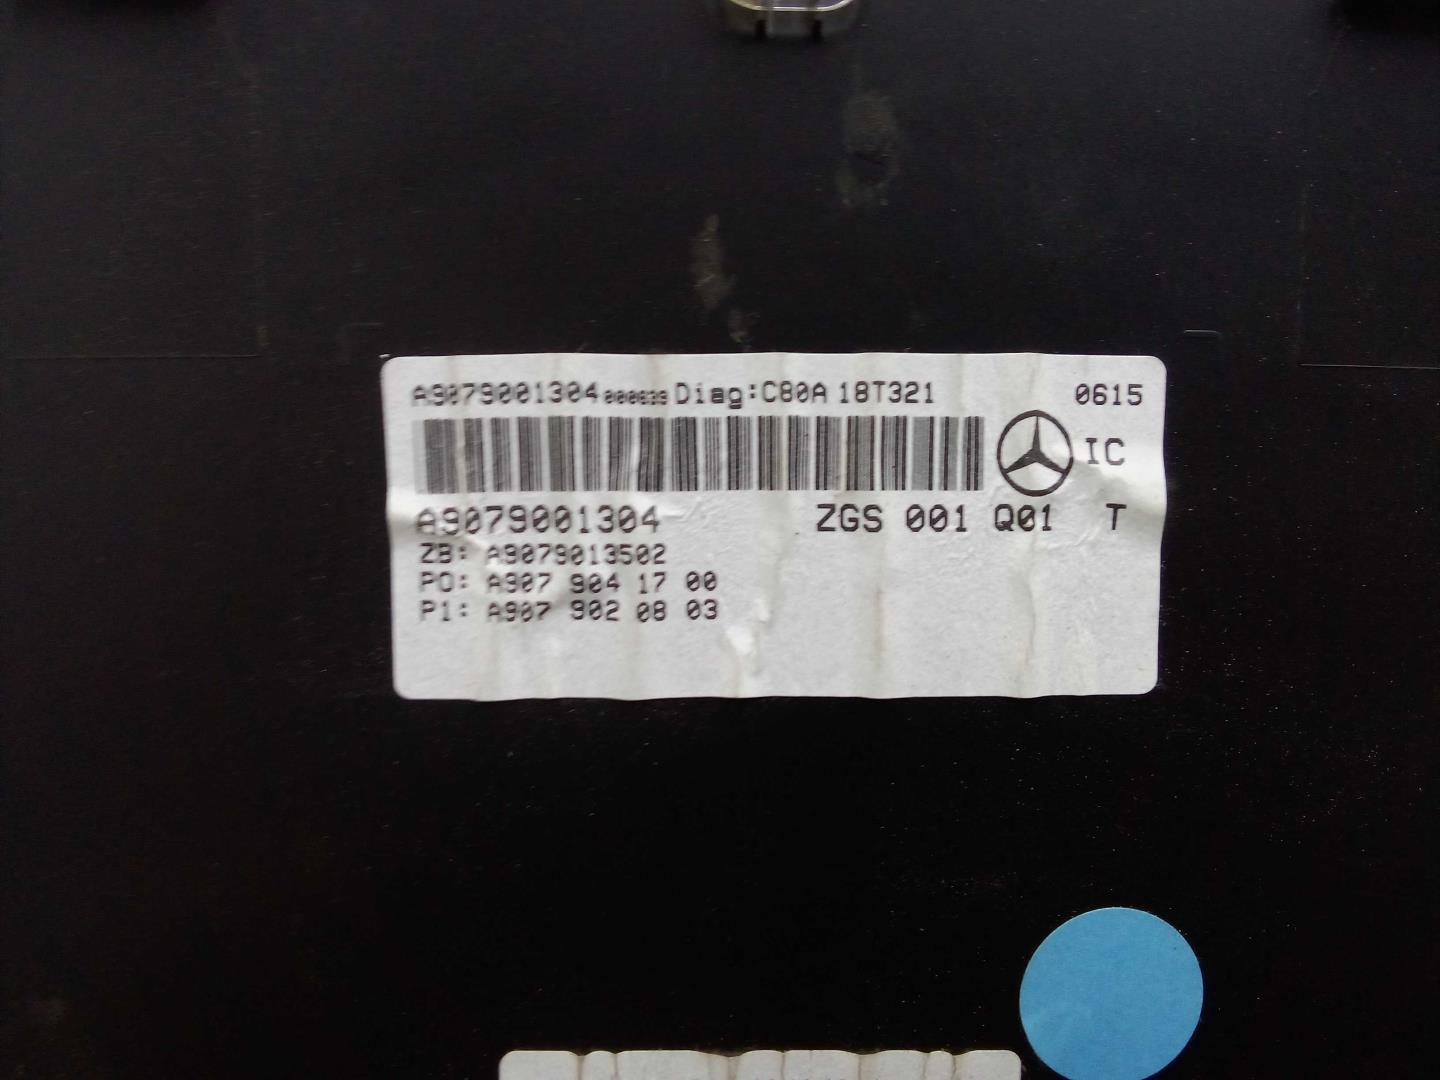 A9079001304 000639 Diag:C80A 18T321 0615
IC
A9079001304 ZGS 001 Q01 T
ZB: A9079013502
P0: A907 904 17 00
P1: A907 902 08 03